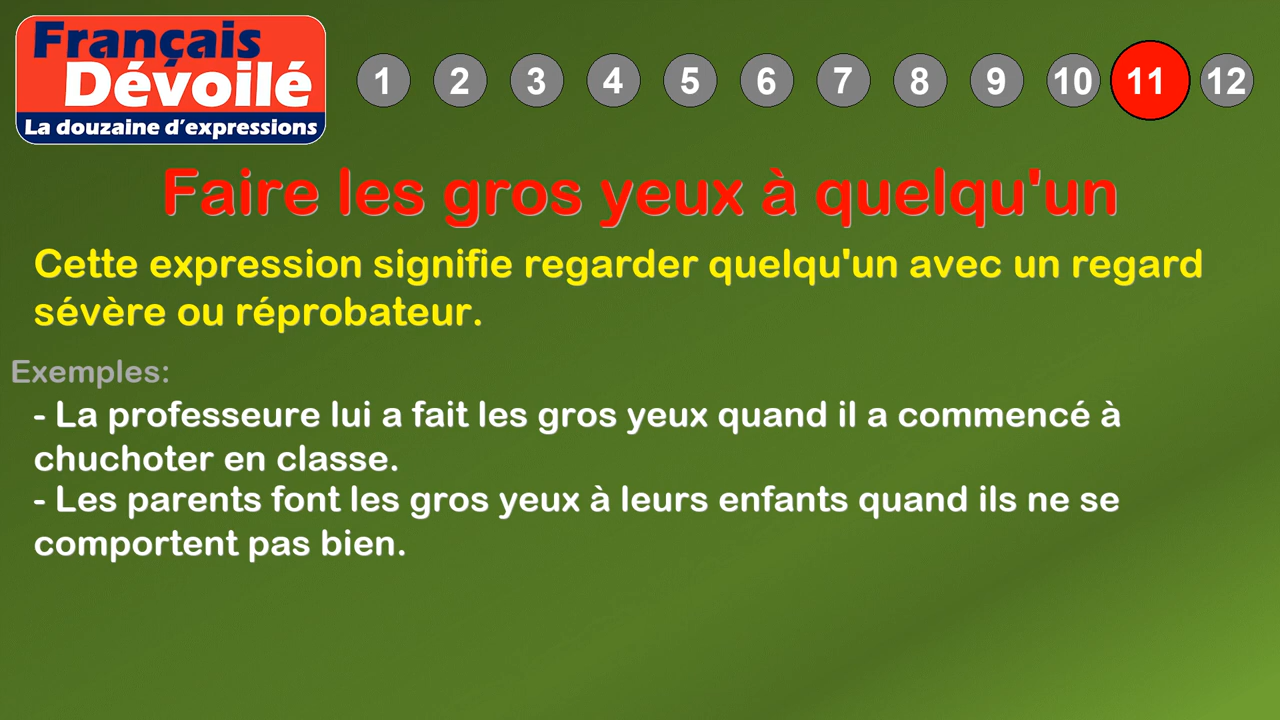 Français
Dévoilé
La douzaine d'expressions
1 2 3 4 5 6 7 8 9 10 11 12
Faire les gros yeux à quelqu'un
Cette expression signifie regarder quelqu'un avec un regard
sévère ou réprobateur.
Exemples:
- La professeure lui a fait les gros yeux quand il a commencé à
chuchoter en classe.
- Les parents font les gros yeux à leurs enfants quand ils ne se
comportent pas bien.